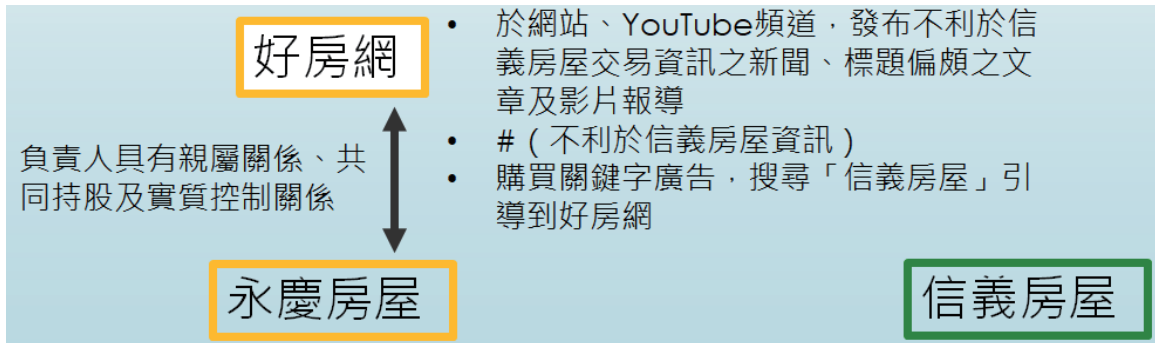 好房網
• 於網站、YouTube頻道，發布不利於信
義房屋交易資訊之新聞、標題偏頗之文
章及影片報導
• #（不利於信義房屋資訊）
• 購買關鍵字廣告，搜尋「信義房屋」引
導到好房網
負責人具有親屬關係、共
同持股及實質控制關係
永慶房屋
信義房屋